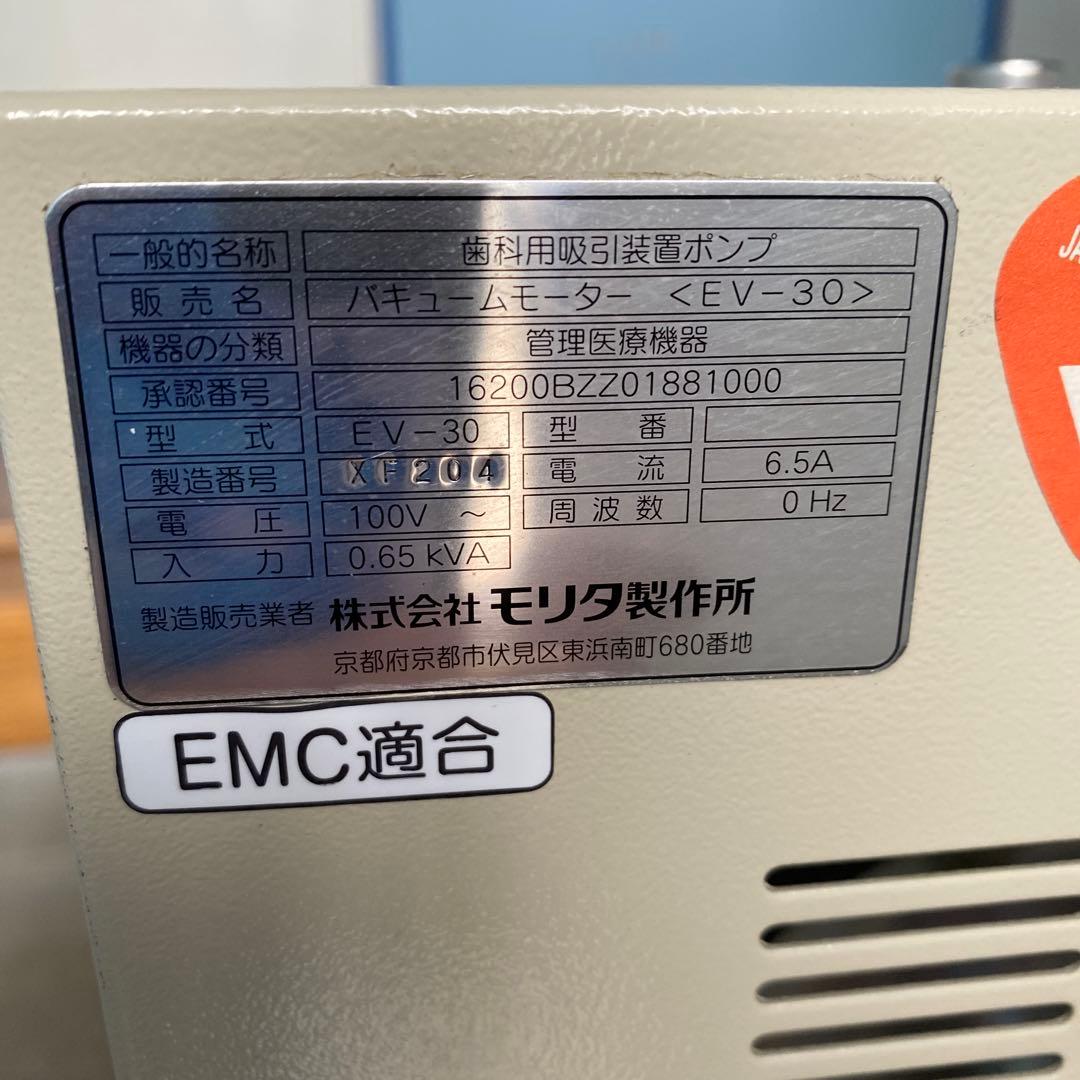 一般的名称 歯科用吸引装置ポンプ
販売名 バキュームモーター <EV-30>
機器の分類 管理医療機器
承認番号 16200BZZ01881000
型式 EV-30 型番
製造番号 XF204 電流 6.5A
電圧 100V ~ 周波数 0 Hz
入力 0.65 kVA
製造販売業者 株式会社 モリタ製作所
京都府京都市伏見区東浜南町680番地
EMC適合